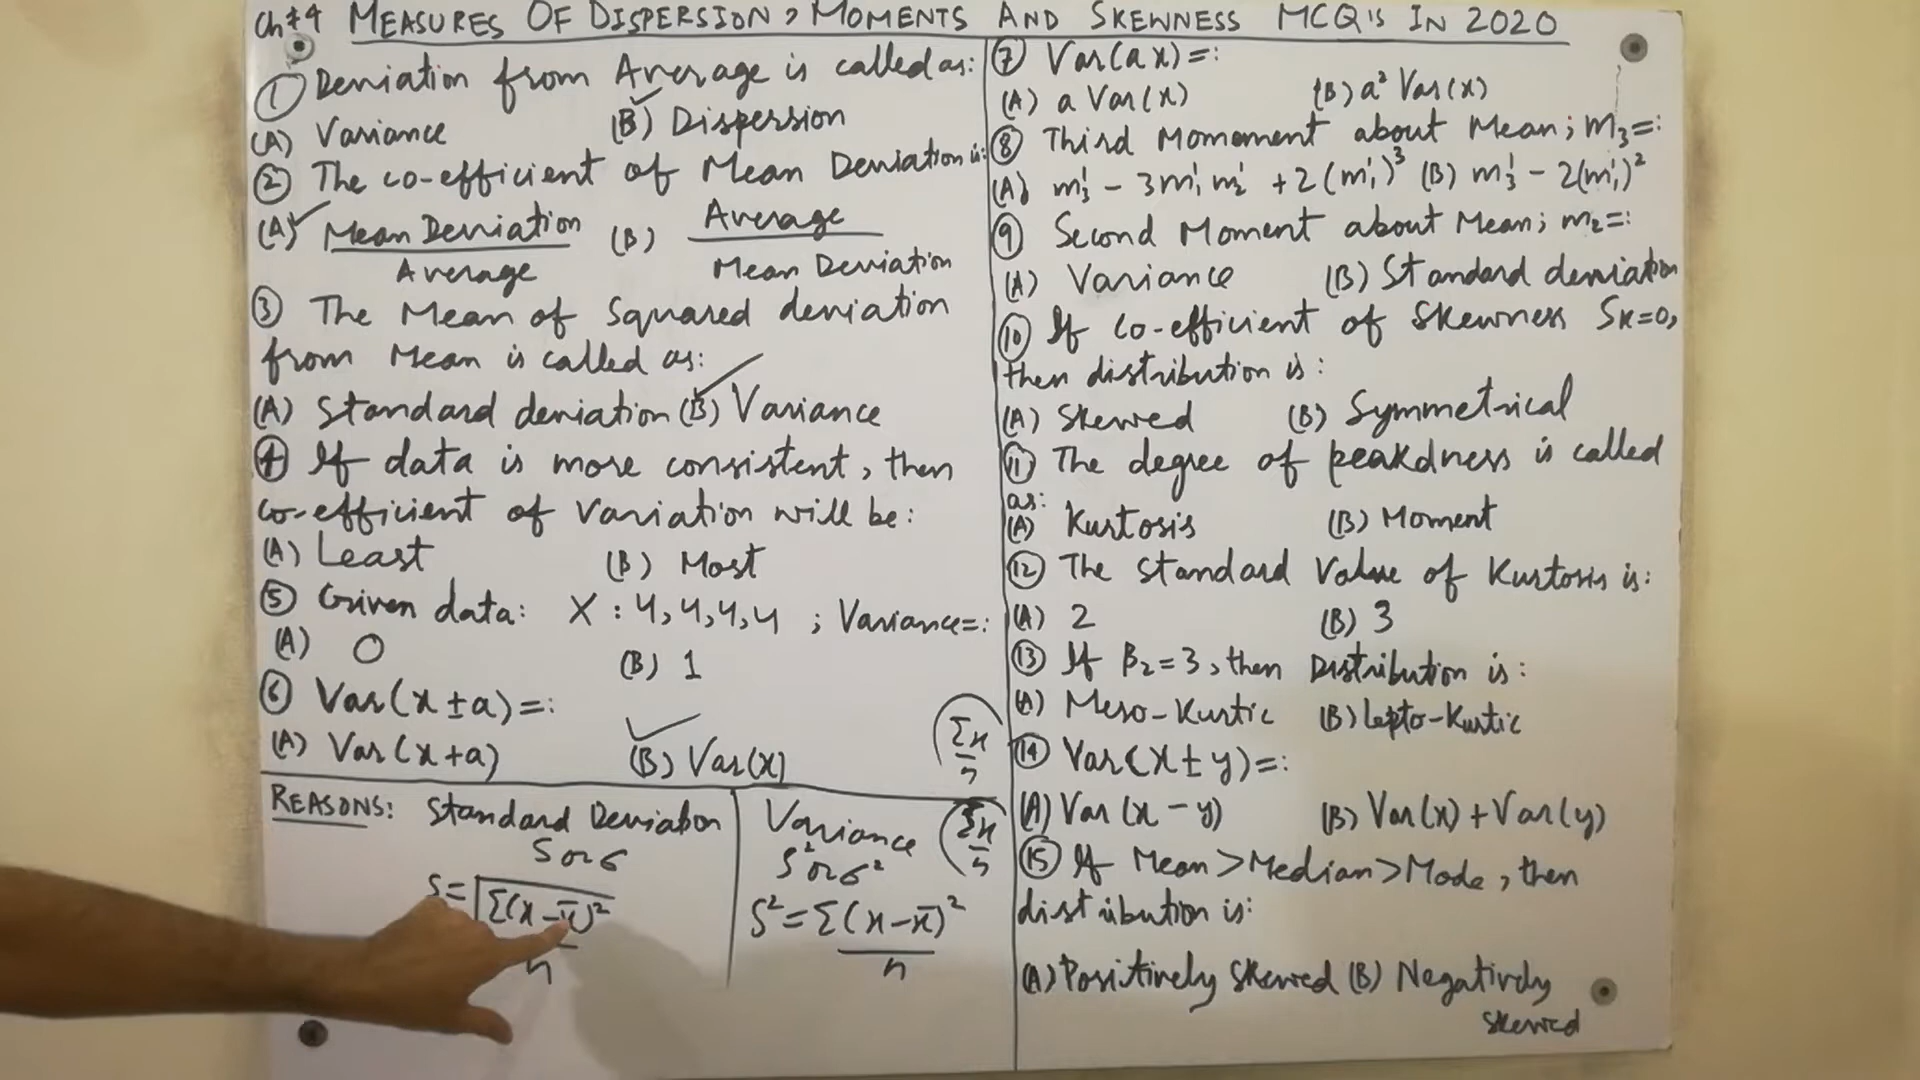 Ch#4 MEASURES OF DISPERSION, MOMENTS AND SKEWNESS MCQ'S IN 2020
① Deviation from Average is called as:
(A) Variance (B) Dispersion
② The co-efficient of Mean Deviation is:
(A) Mean Deviation / Average (B) Average / Mean Deviation
③ The Mean of Squared deviation
from Mean is called as:
(A) Standard deviation (B) Variance
④ If data is more consistent, then
co-efficient of variation will be:
(A) Least (B) Most
⑤ Given data: X : 4, 4, 4, 4 ; Variance=:
(A) 0 (B) 1
⑥ Var(x ± a) =:
(A) Var(x+a) (B) Var(x)
Σx / n
REASONS: Standard Deviation
S or σ
S = √Σ(x-x̄)² / n
Variance
S² or σ²
S² = Σ(x-x̄)² / n
Σx / n
⑦ Var(ax) =:
(A) a Var(x) (B) a² Var(x)
⑧ Third Momoment about Mean; m₃=:
(A) m₃' - 3m₁' m₂' + 2(m₁')³ (B) m₃' - 2(m₁')²
⑨ Second Moment about Mean; m₂=:
(A) Variance (B) Standard deviation
⑩ If co-efficient of Skewness Sₖ=0,
then distribution is:
(A) Skewed (B) Symmetrical
⑪ The degree of peakdness is called
as:
(A) Kurtosis (B) Moment
⑫ The standard Value of Kurtosis is:
(A) 2 (B) 3
⑬ If β₂=3, then Distribution is:
(A) Meso-Kurtic (B) Lepto-Kurtic
⑭ Var(x ± y) =:
(A) Var(x-y) (B) Var(x)+Var(y)
⑮ If Mean>Median>Mode, then
distribution is:
(A) Positively Skewed (B) Negatively
Skewed